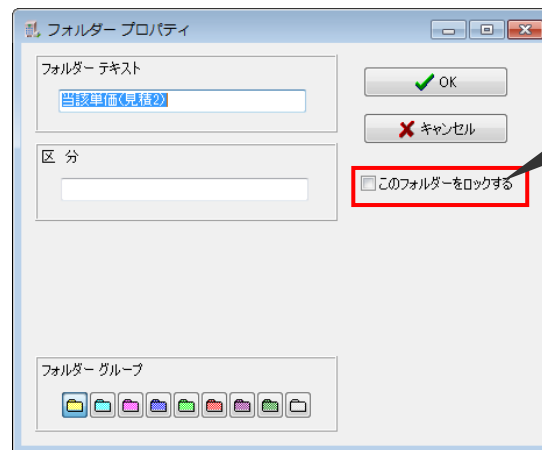 フォルダー プロパティ
フォルダー テキスト
当該単価(見積2)
OK
キャンセル
区 分
このフォルダーをロックする
フォルダー グループ